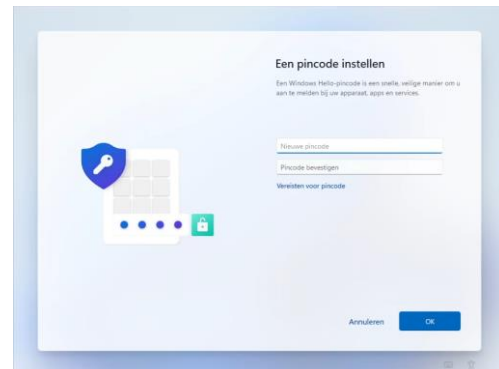 Een pincode instellen
Een Windows Hello-pincode is een snelle, veilige manier om u
aan te melden bij uw apparaat, apps en services.
Nieuwe pincode
Pincode bevestigen
Vereisten voor pincode
Annuleren
OK